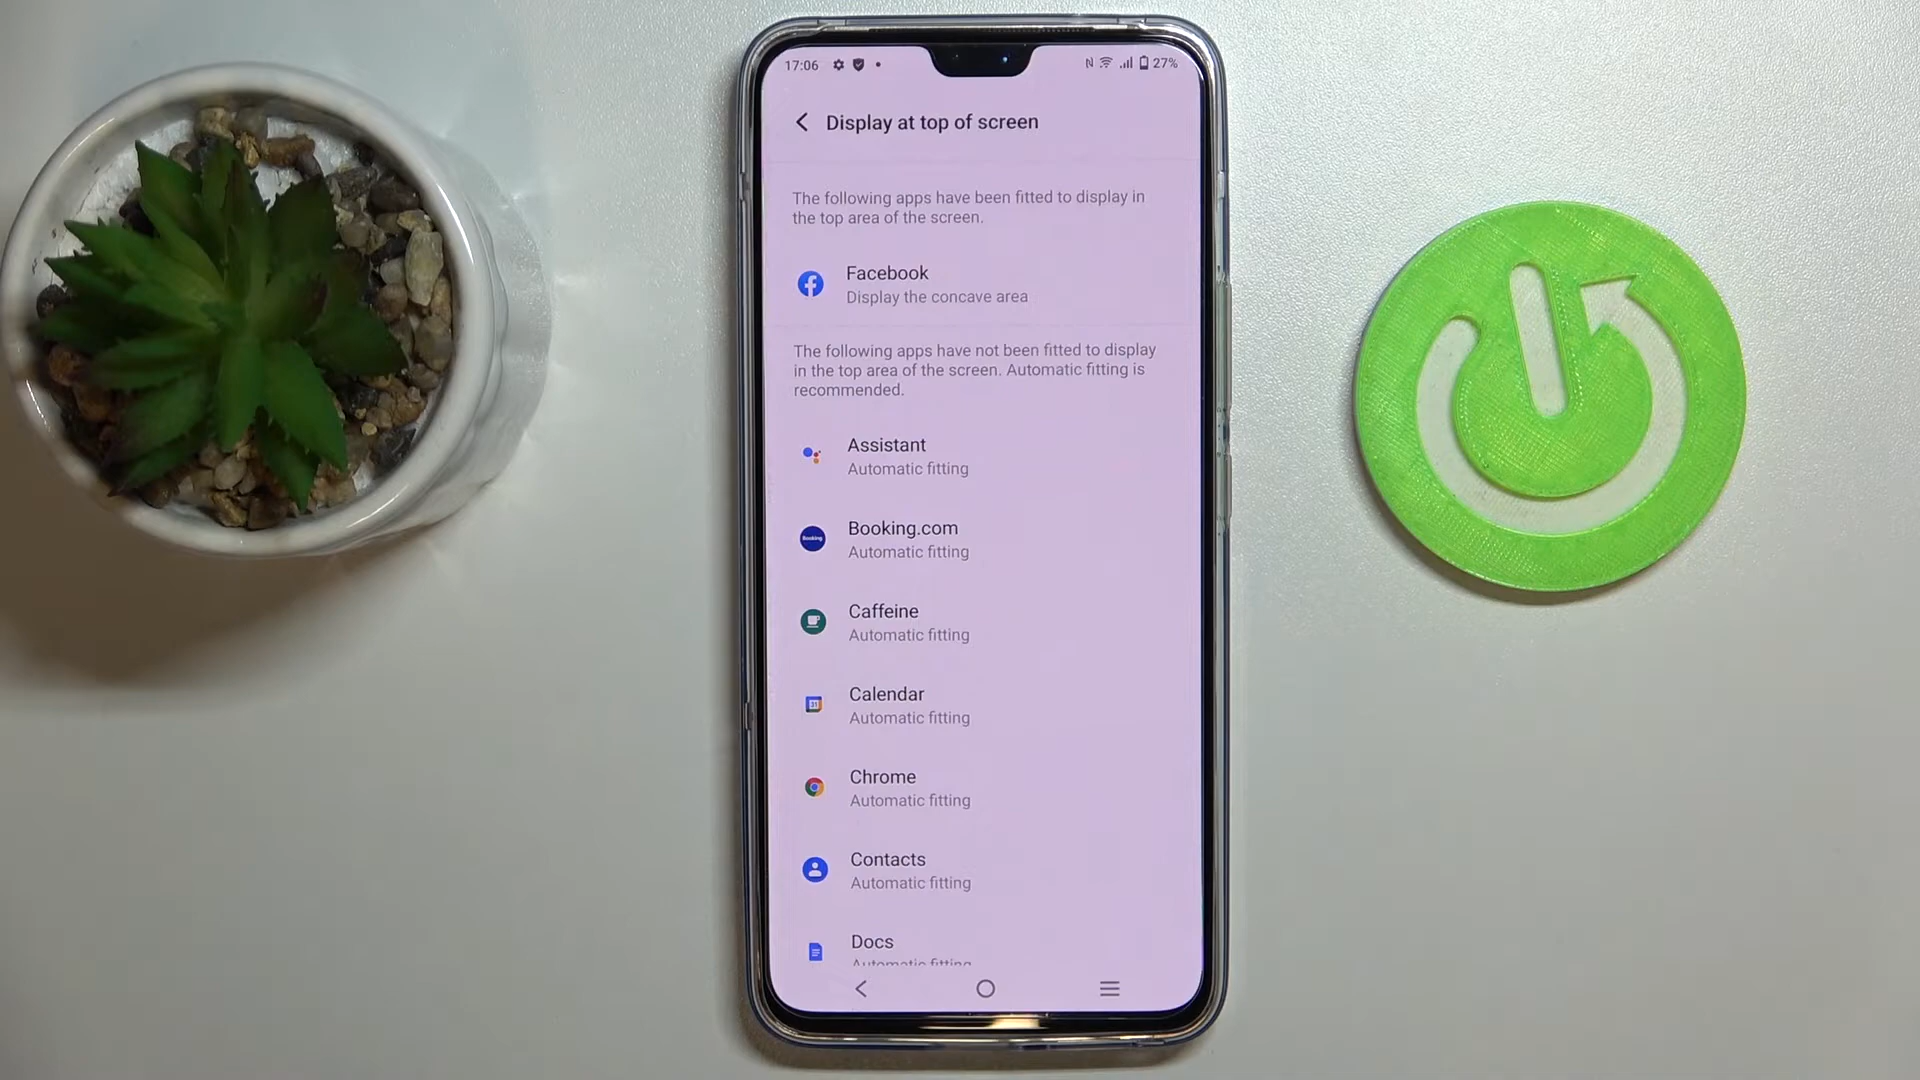 17:06
27%
Display at top of screen
The following apps have been fitted to display in
the top area of the screen.
Facebook
Display the concave area
The following apps have not been fitted to display
in the top area of the screen. Automatic fitting is
recommended.
Assistant
Automatic fitting
Booking
Booking.com
Automatic fitting
Caffeine
Automatic fitting
31
Calendar
Automatic fitting
Chrome
Automatic fitting
Contacts
Automatic fitting
Docs
Automatic fitting